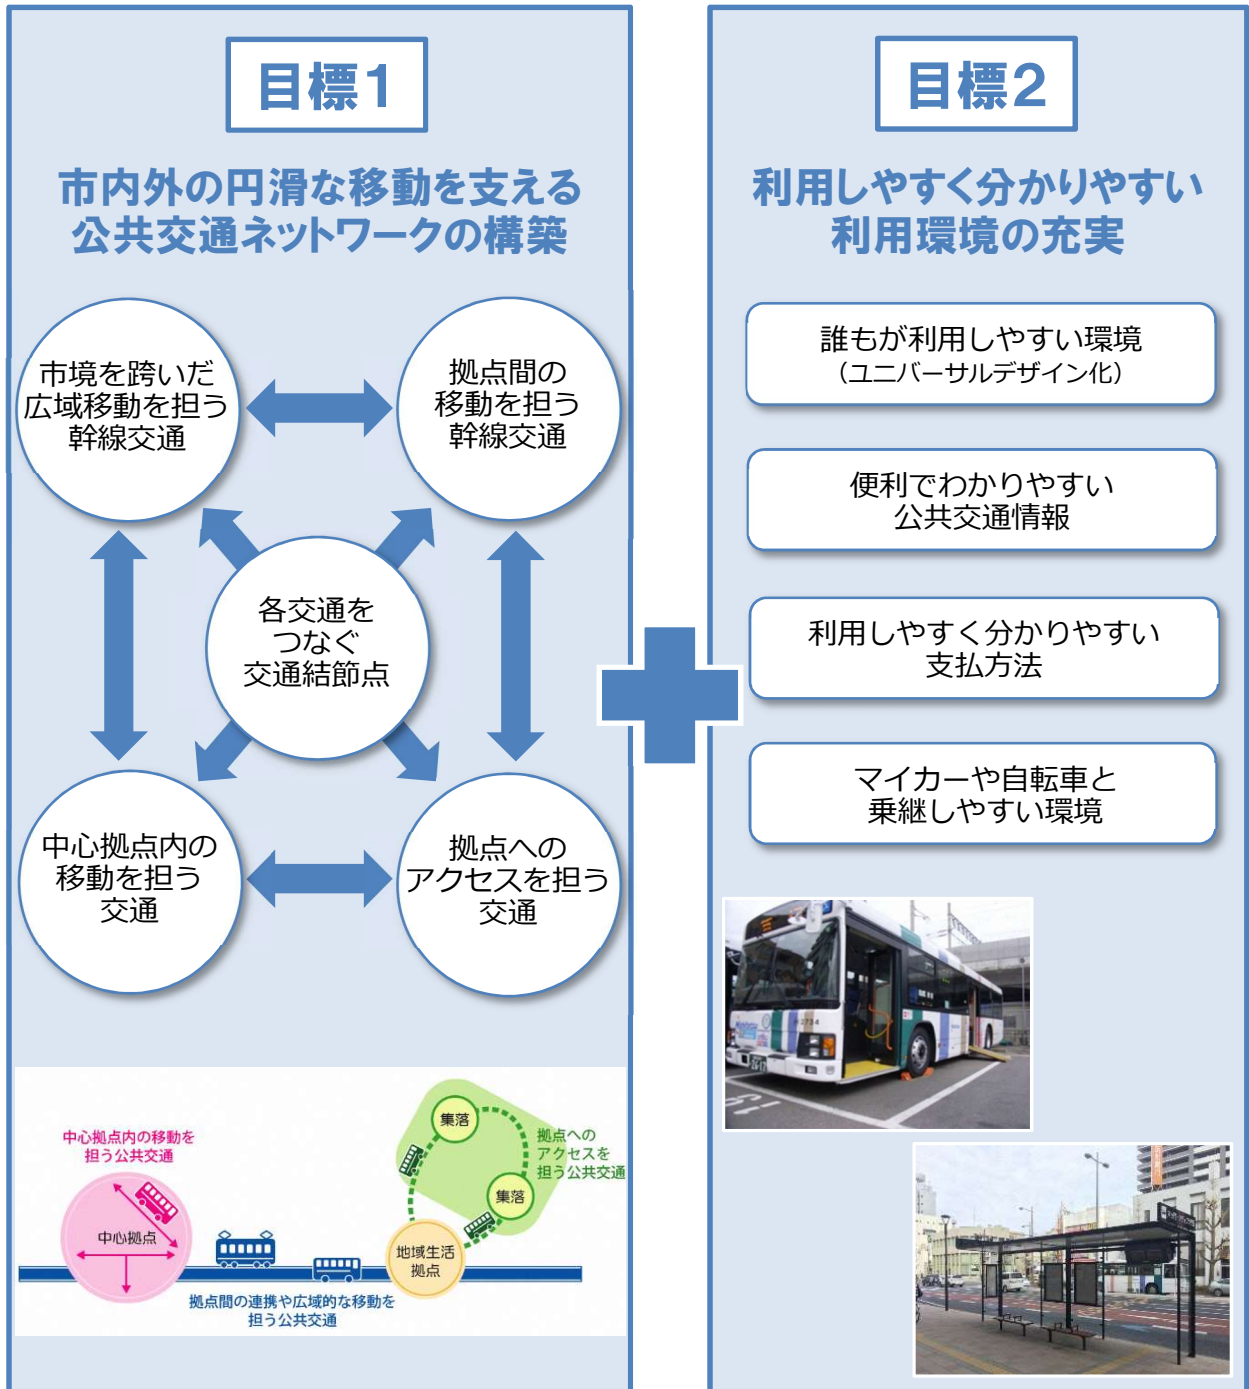 目標1
市内外の円滑な移動を支える
公共交通ネットワークの構築
市境を跨いだ
広域移動を担う
幹線交通
拠点間の
移動を担う
幹線交通
各交通を
つなぐ
交通結節点
中心拠点内の
移動を担う
交通
拠点への
アクセスを担う
交通
中心拠点内の移動を
担う公共交通
中心拠点
集落
集落
拠点への
アクセスを
担う公共交通
地域生活
拠点
拠点間の連携や広域的な移動を
担う公共交通
目標2
利用しやすく分かりやすい
利用環境の充実
誰もが利用しやすい環境
（ユニバーサルデザイン化）
便利でわかりやすい
公共交通情報
利用しやすく分かりやすい
支払方法
マイカーや自転車と
乗継しやすい環境
2734